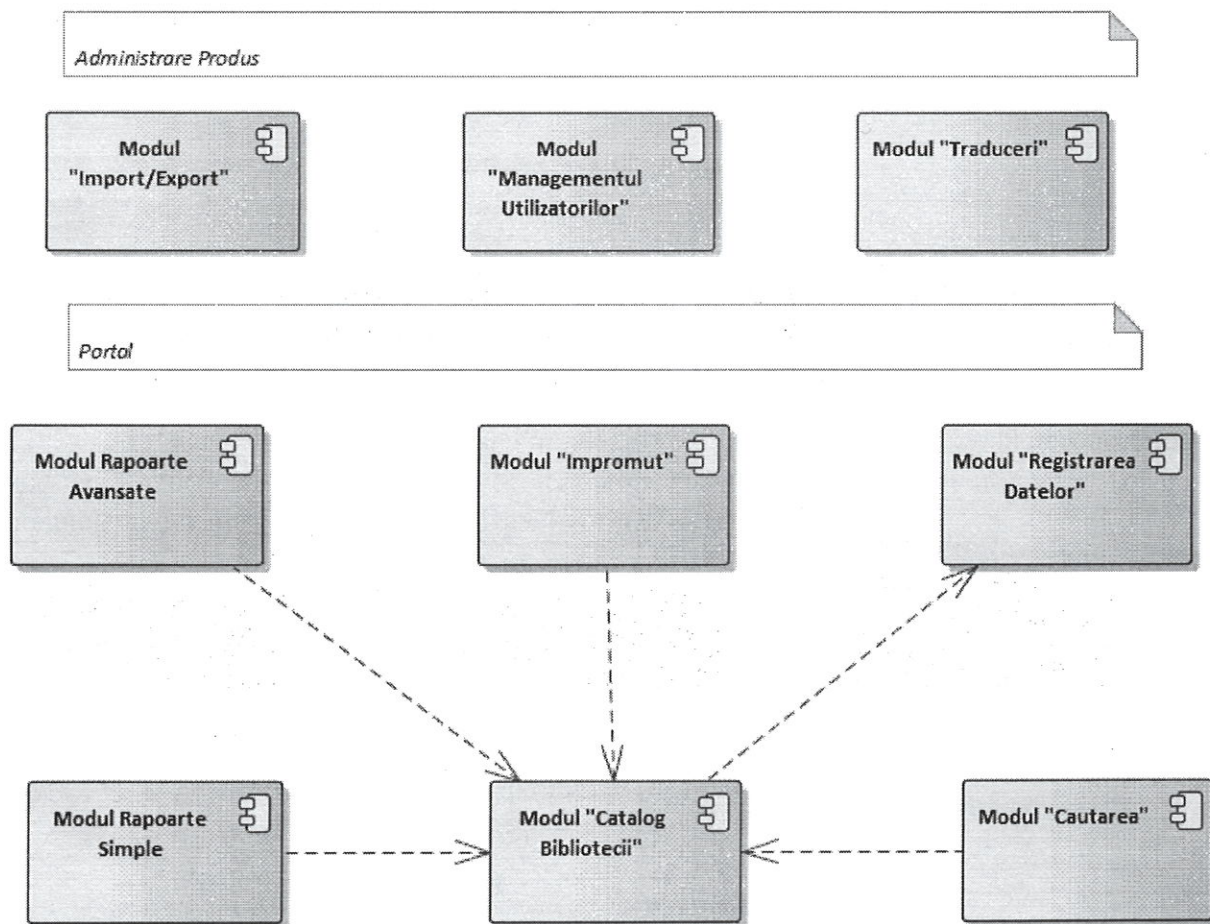 Administrare Produs
Modul
"Import/Export"
Modul
"Managementul
Utilizatorilor"
Modul "Traduceri"
Portal
Modul Rapoarte
Avansate
Modul "Impromut"
Modul "Registrarea
Datelor"
Modul Rapoarte
Simple
Modul "Catalog
Bibliotecii"
Modul "Cautarea"